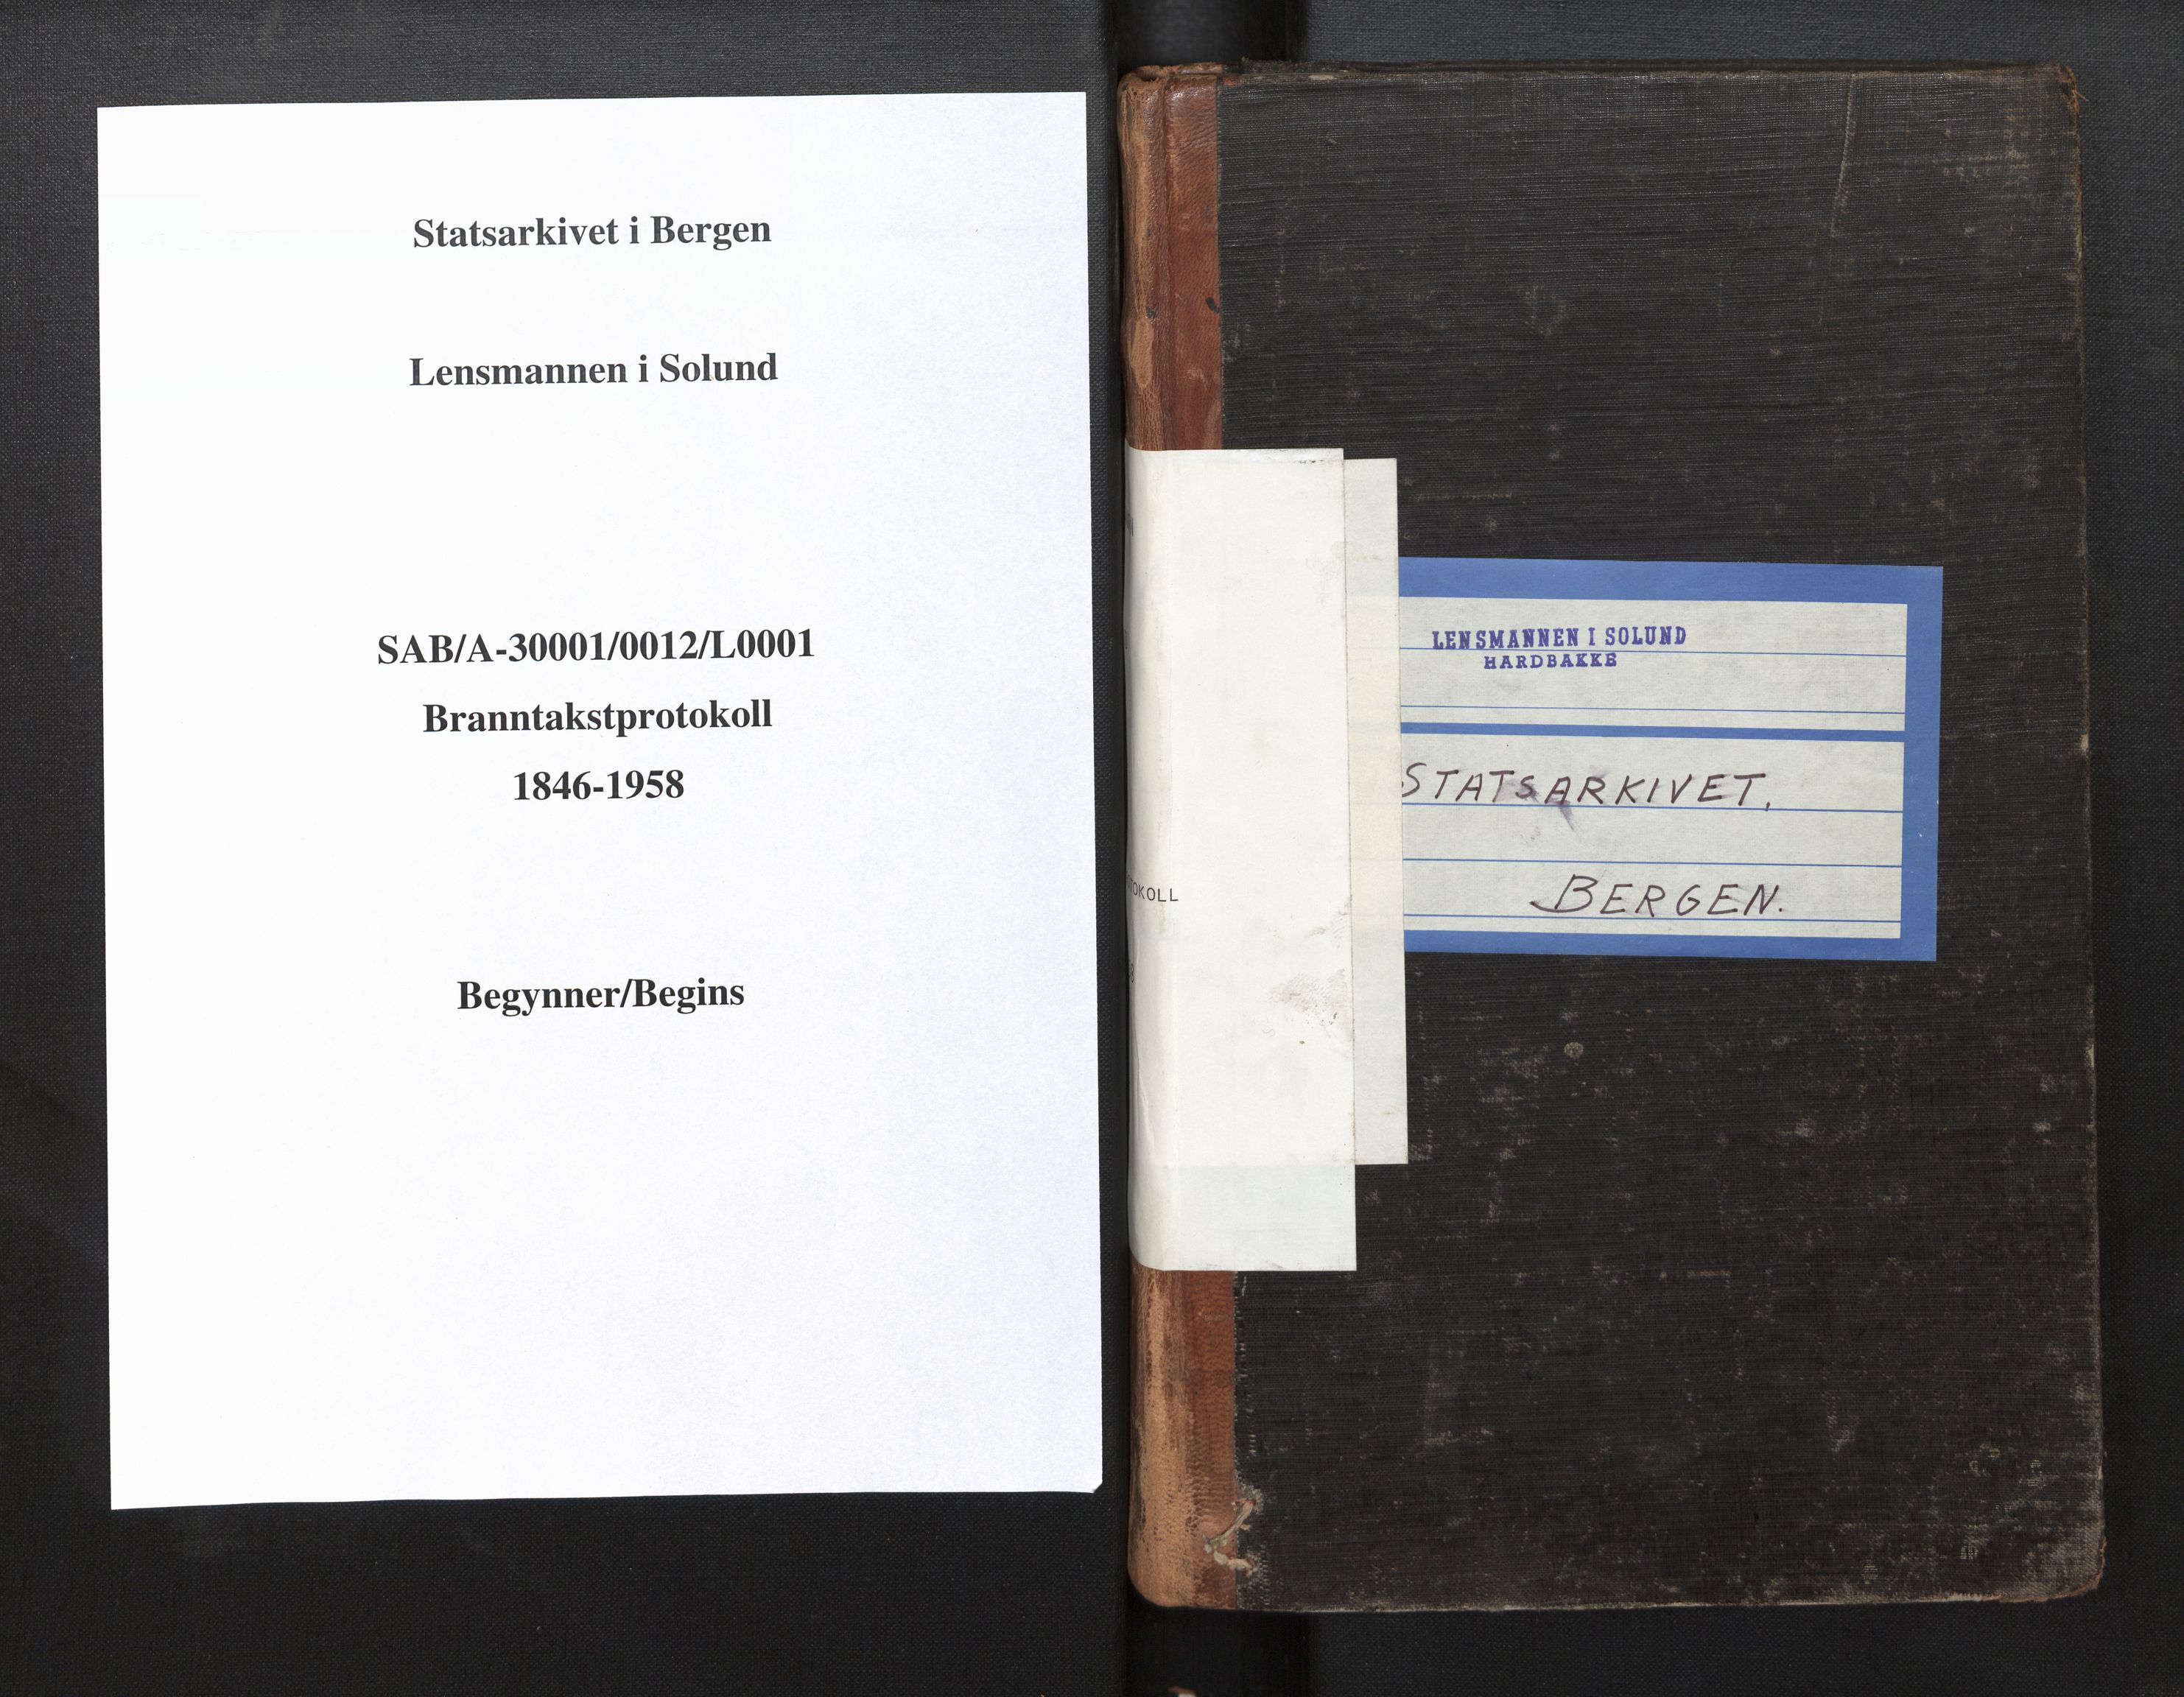 Statsarkivet i Bergen
Lensmannen i Solund
SAB/A-30001/0012/L0001
Branntakstprotokoll
1846-1958
Begynner/Begins
LENSMANNEN I SOLUND
HARDBAKKE
STATSARKIVET.
BERGEN.